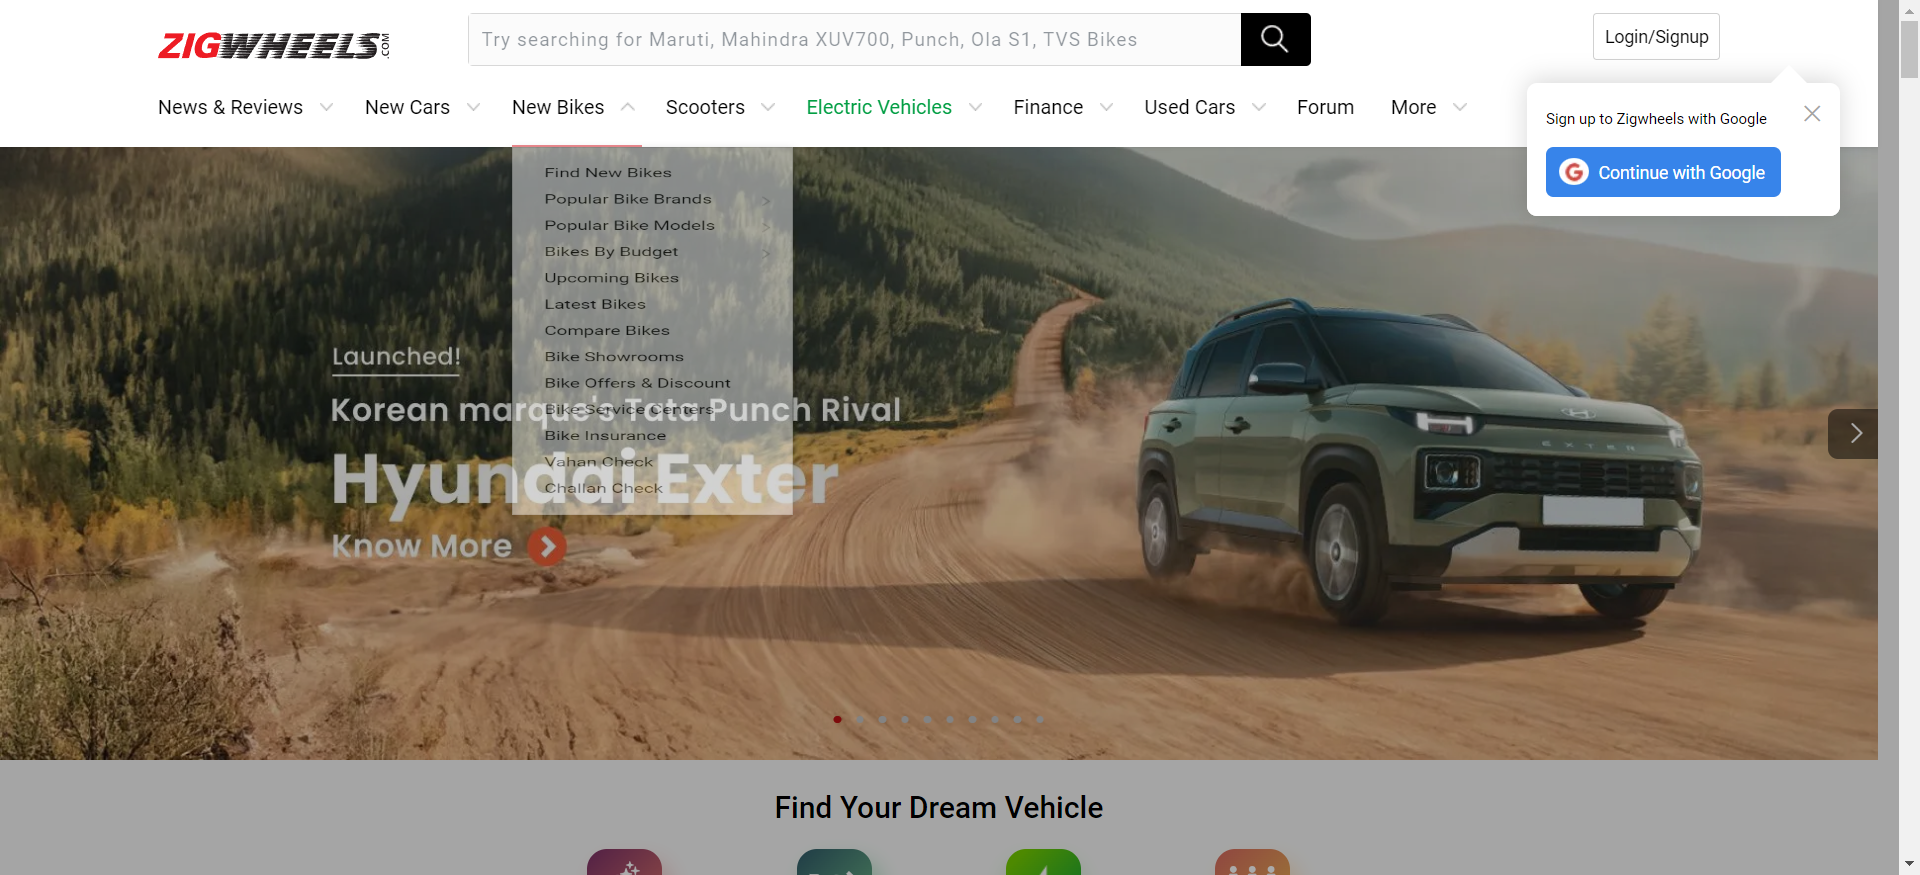 ZIGWHEELS.COM
Try searching for Maruti, Mahindra XUV700, Punch, Ola S1, TVS Bikes
Login/Signup
News & Reviews
New Cars
New Bikes
Scooters
Electric Vehicles
Finance
Used Cars
Forum
More
Sign up to Zigwheels with Google
Continue with Google
Find New Bikes
Popular Bike Brands
Popular Bike Models
Bikes By Budget
Upcoming Bikes
Latest Bikes
Compare Bikes
Bike Showrooms
Bike Offers & Discount
Bike Service Centers
Bike Insurance
Vahan Check
Challan Check
Launched!
Korean marque's Tata Punch Rival
Hyundai Exter
Know More
EXTER
Find Your Dream Vehicle